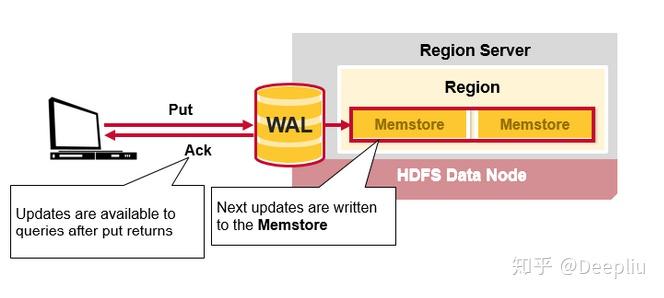 Region Server
Region
Put
WAL
Memstore
Memstore
Ack
HDFS Data Node
Updates are available to
queries after put returns
Next updates are written
to the Memstore
知乎 @Deepliu